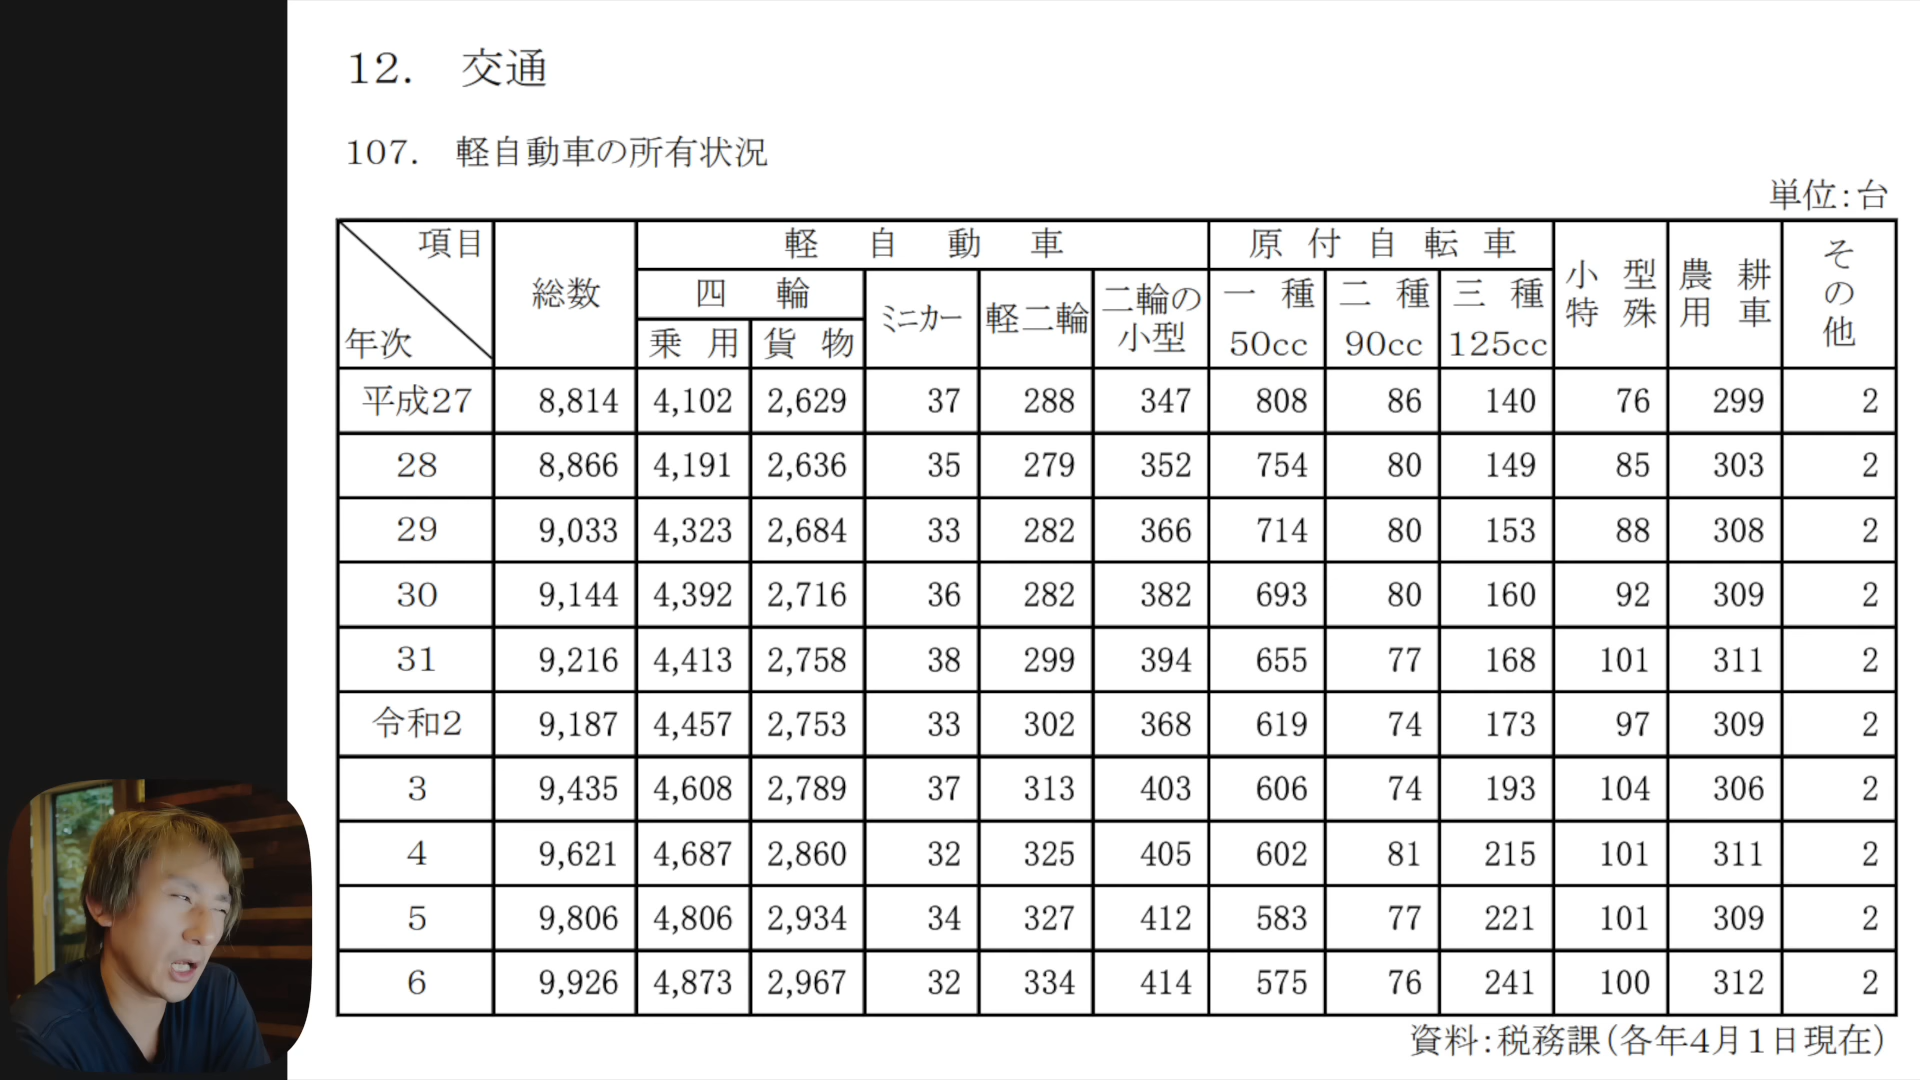 12. 交通
107. 軽自動車の所有状況
単位:台
項目 年次 総数 軽自動車 原付自転車 小型特殊 農耕用車 その他
四輪 ミニカー 軽二輪 二輪の小型 一種 50cc 二種 90cc 三種 125cc
乗用 貨物
平成27 8,814 4,102 2,629 37 288 347 808 86 140 76 299 2
28 8,866 4,191 2,636 35 279 352 754 80 149 85 303 2
29 9,033 4,323 2,684 33 282 366 714 80 153 88 308 2
30 9,144 4,392 2,716 36 282 382 693 80 160 92 309 2
31 9,216 4,413 2,758 38 299 394 655 77 168 101 311 2
令和2 9,187 4,457 2,753 33 302 368 619 74 173 97 309 2
3 9,435 4,608 2,789 37 313 403 606 74 193 104 306 2
4 9,621 4,687 2,860 32 325 405 602 81 215 101 311 2
5 9,806 4,806 2,934 34 327 412 583 77 221 101 309 2
6 9,926 4,873 2,967 32 334 414 575 76 241 100 312 2
資料:税務課(各年4月1日現在)